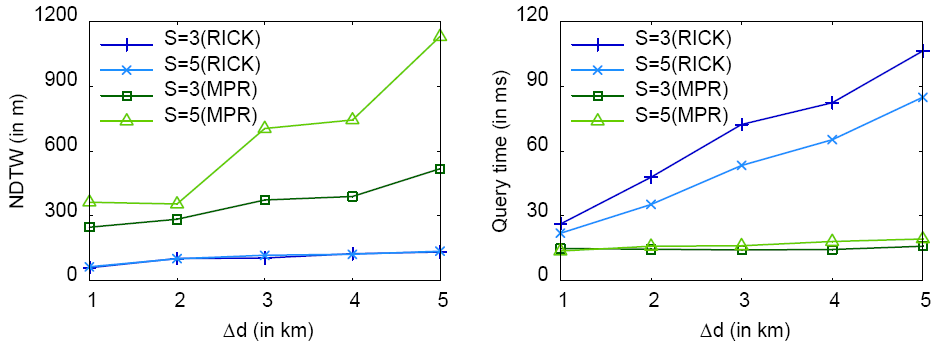 1200
900
600
300
0
NDTW (in m)
S=3(RICK)
S=5(RICK)
S=3(MPR)
S=5(MPR)
1 2 3 4 5
Δd (in km)
120
90
60
30
0
Query time (in ms)
S=3(RICK)
S=5(RICK)
S=3(MPR)
S=5(MPR)
1 2 3 4 5
Δd (in km)